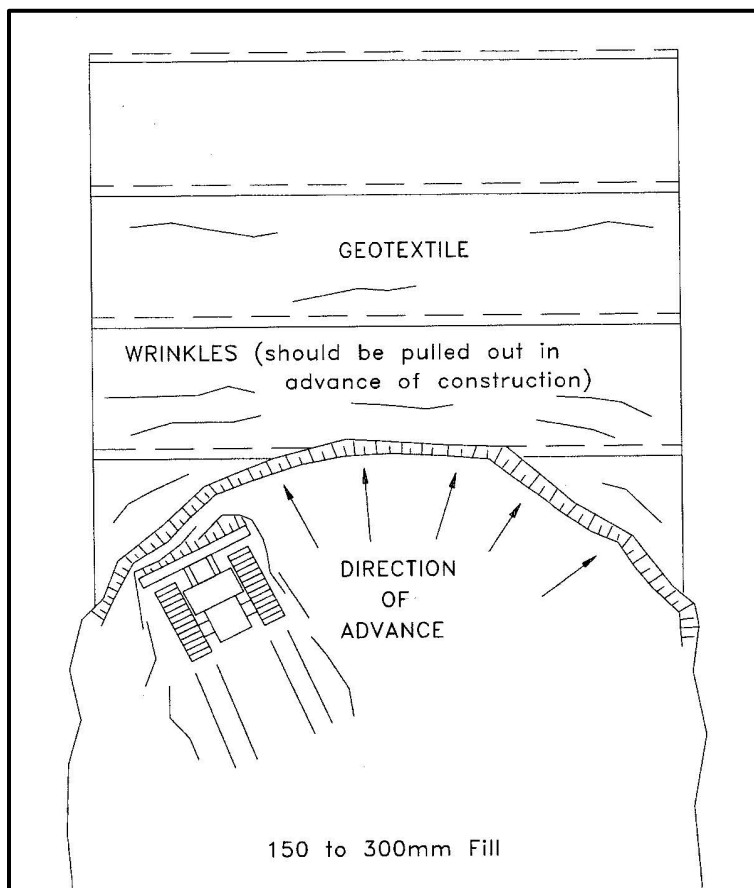 GEOTEXTILE
WRINKLES (should be pulled out in
advance of construction)
DIRECTION
OF
ADVANCE
150 to 300mm Fill